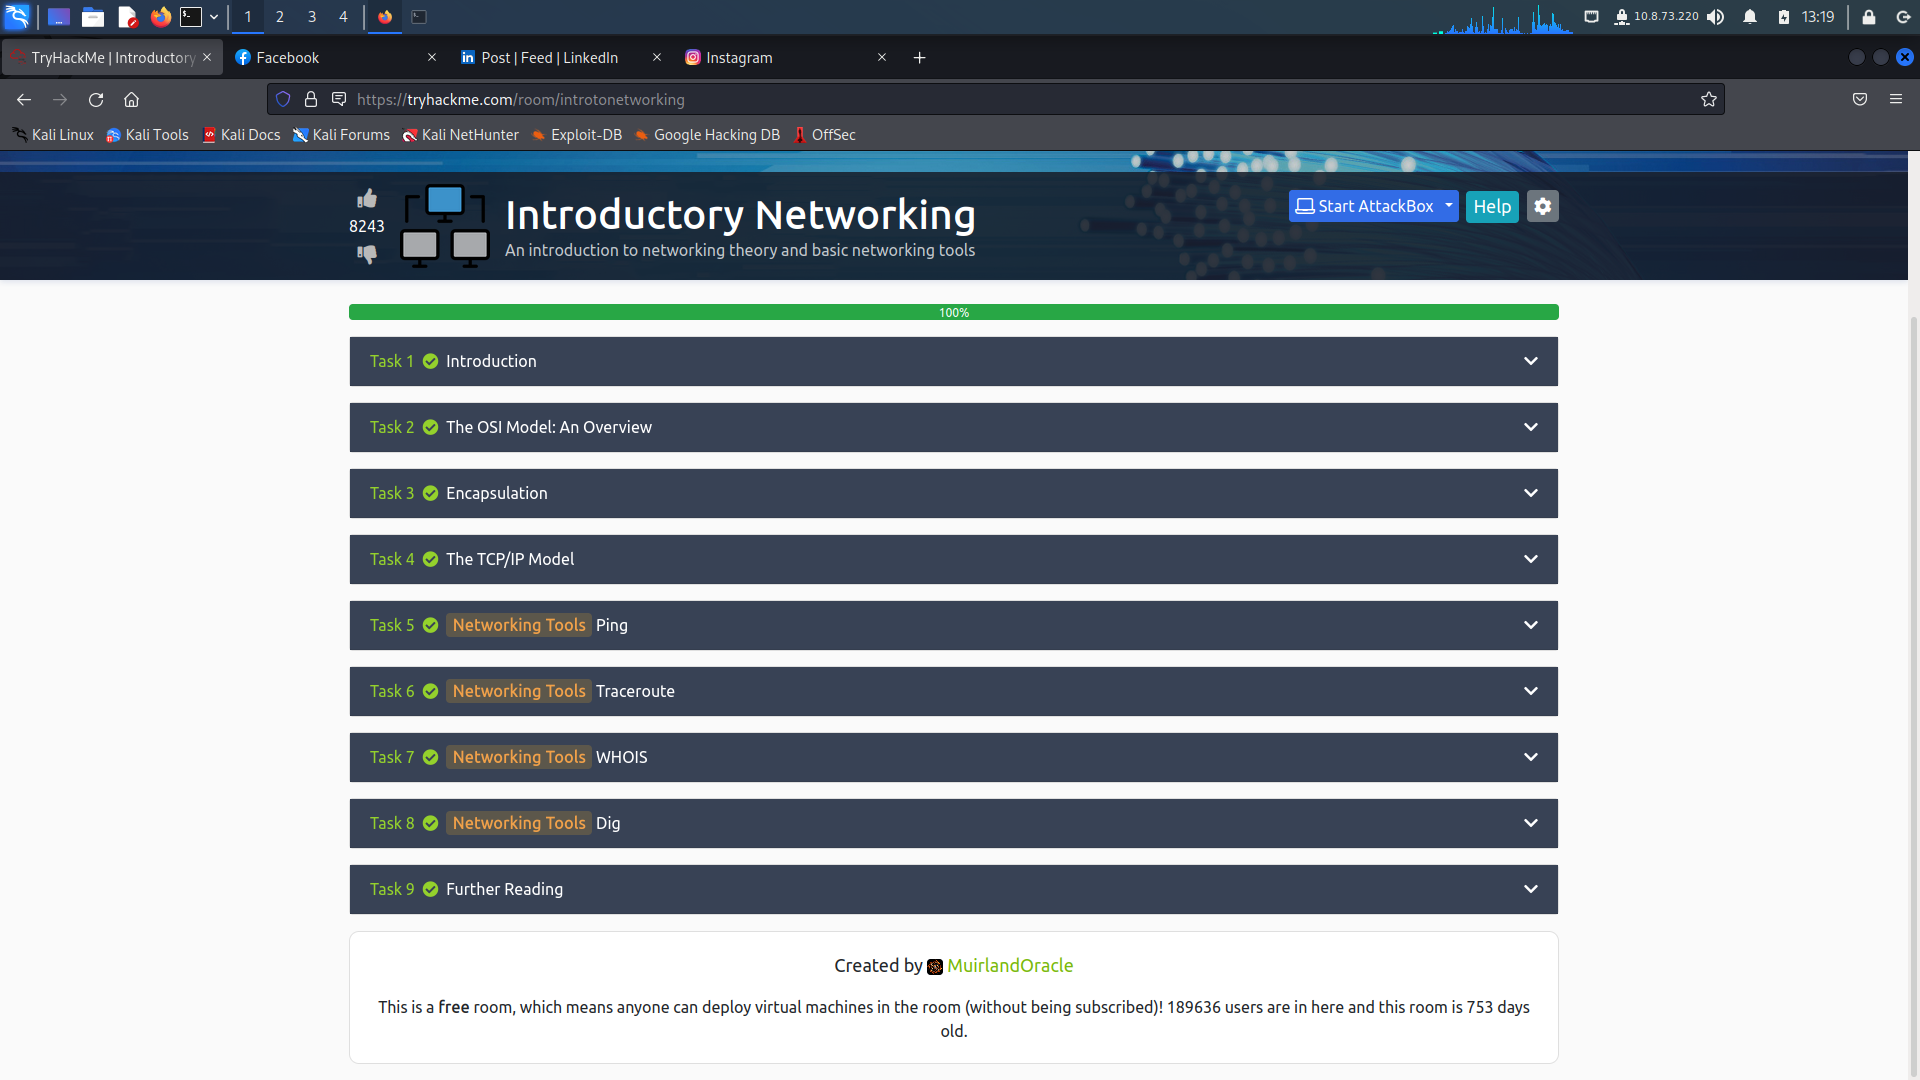 1 2 3 4 10.8.73.220 13:19
TryHackMe | Introductory Facebook Post | Feed | LinkedIn Instagram
https://tryhackme.com/room/introtonetworking
Kali Linux Kali Tools Kali Docs Kali Forums Kali NetHunter Exploit-DB Google Hacking DB OffSec
8243
Introductory Networking
An introduction to networking theory and basic networking tools
Start AttackBox Help
100%
Task 1 Introduction
Task 2 The OSI Model: An Overview
Task 3 Encapsulation
Task 4 The TCP/IP Model
Task 5 Networking Tools Ping
Task 6 Networking Tools Traceroute
Task 7 Networking Tools WHOIS
Task 8 Networking Tools Dig
Task 9 Further Reading
Created by MuirlandOracle
This is a free room, which means anyone can deploy virtual machines in the room (without being subscribed)! 189636 users are in here and this room is 753 days
old.